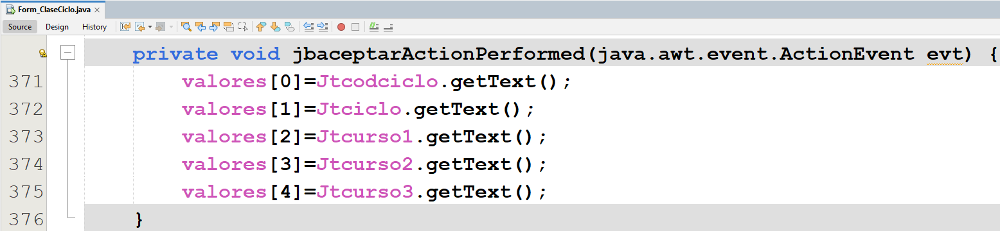 Form_ClaseCiclo.java
Source Design History
private void jbaceptarActionPerformed(java.awt.event.ActionEvent evt) {
371 valores[0]=Jtcodciclo.getText();
372 valores[1]=Jtciclo.getText();
373 valores[2]=Jtcurso1.getText();
374 valores[3]=Jtcurso2.getText();
375 valores[4]=Jtcurso3.getText();
376 }